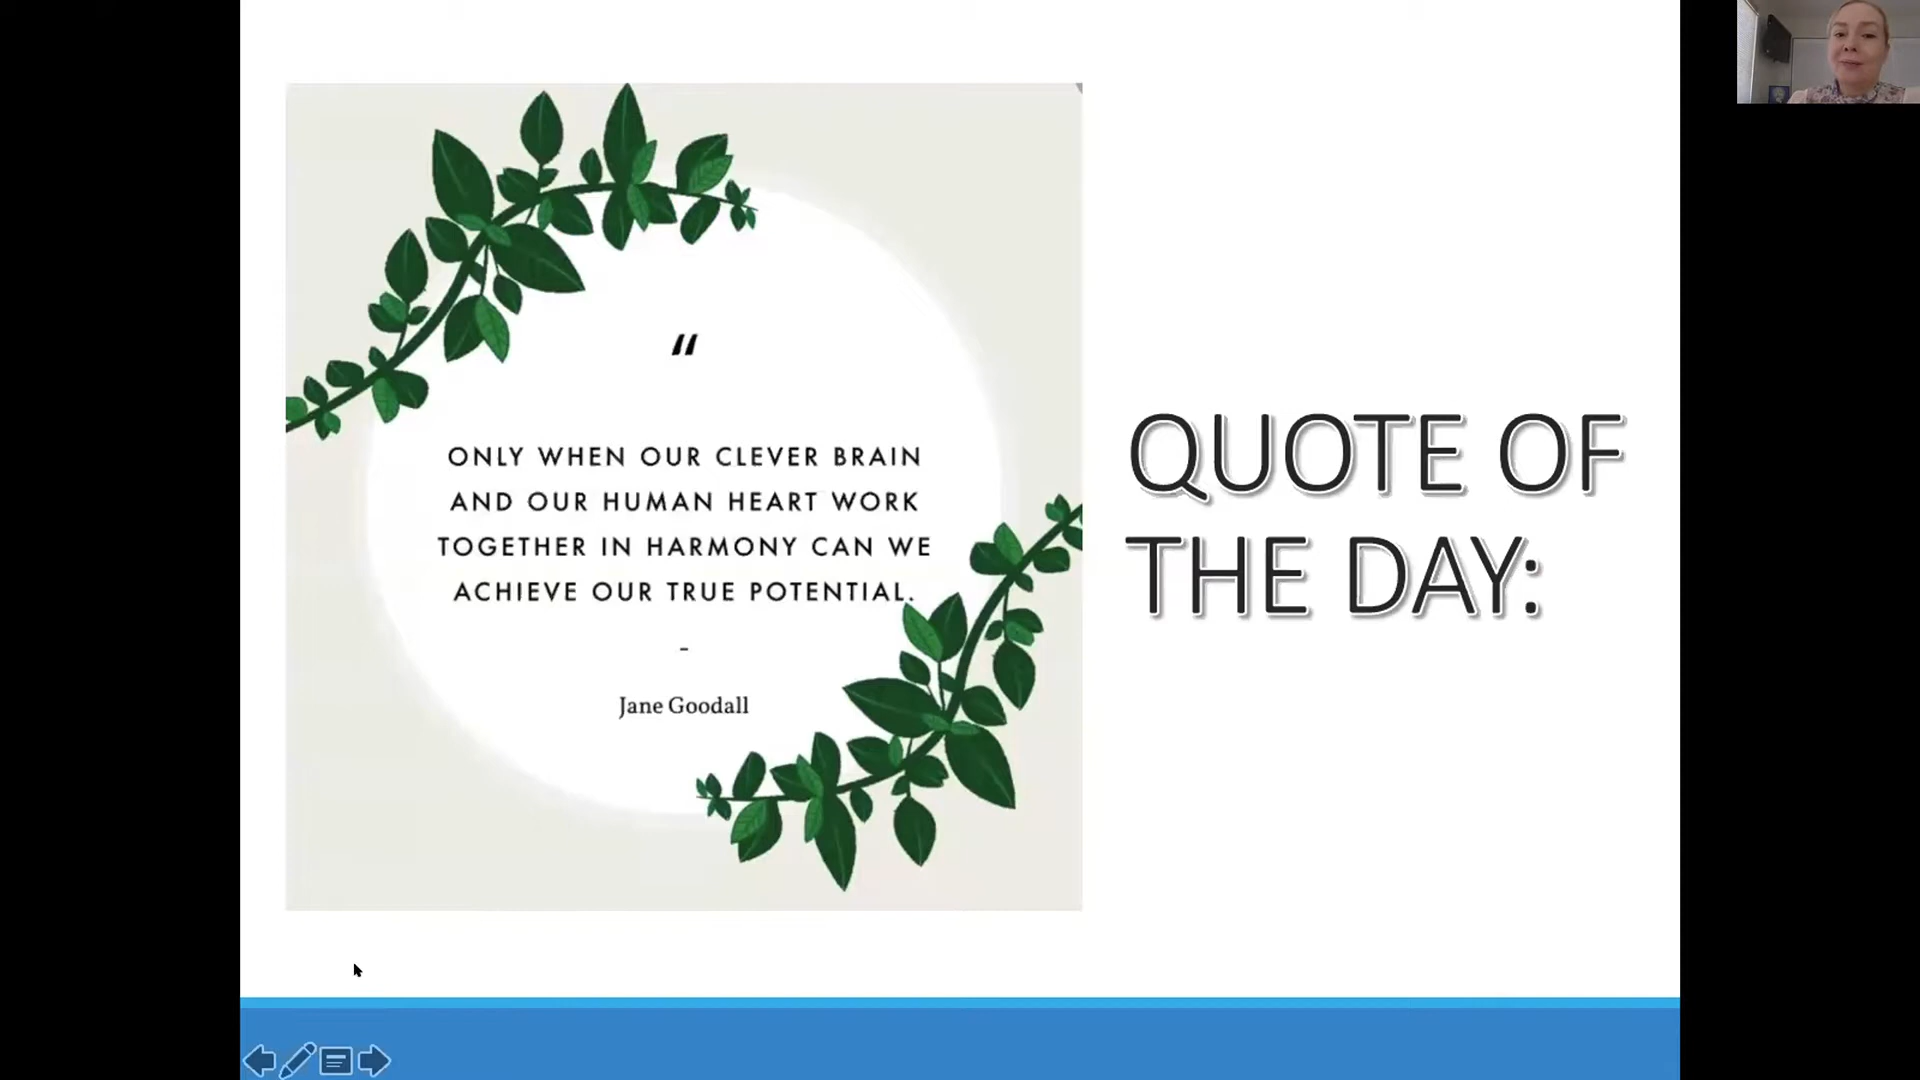 “
ONLY WHEN OUR CLEVER BRAIN
AND OUR HUMAN HEART WORK
TOGETHER IN HARMONY CAN WE
ACHIEVE OUR TRUE POTENTIAL.
-
Jane Goodall
QUOTE OF
THE DAY: